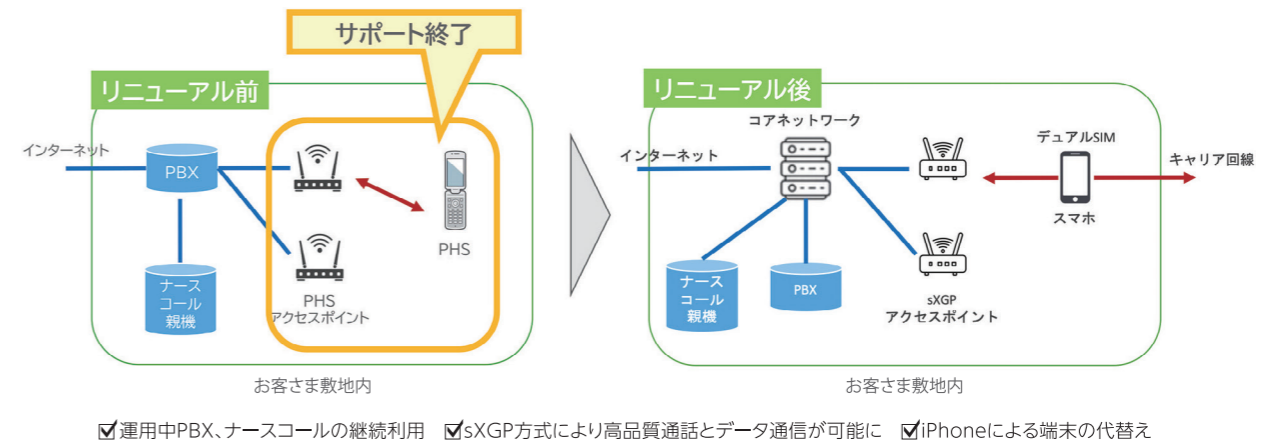 サポート終了
リニューアル前
インターネット
PBX
ナース
コール
親機
PHS
アクセスポイント
PHS
お客さま敷地内
リニューアル後
コアネットワーク
インターネット
ナース
コール
親機
PBX
sXGP
アクセスポイント
デュアルSIM
スマホ
キャリア回線
お客さま敷地内
☑運用中PBX、ナースコールの継続利用 ☑sXGP方式により高品質通話とデータ通信が可能に ☑iPhoneによる端末の代替え